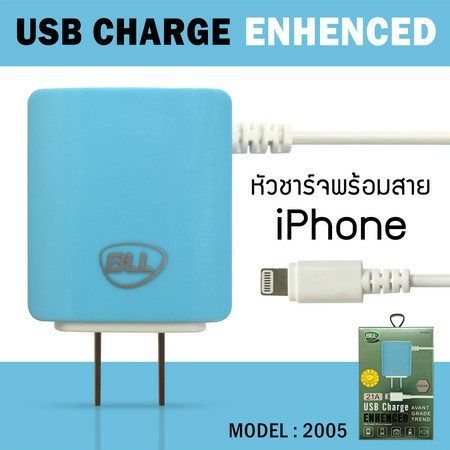 USB CHARGE ENHENCED
BLL
หัวชาร์จพร้อมสาย
iPhone
BLL
2.1A
USB Charge
ENHENCED
AVANT
GRADE
TREND
MODEL : 2005